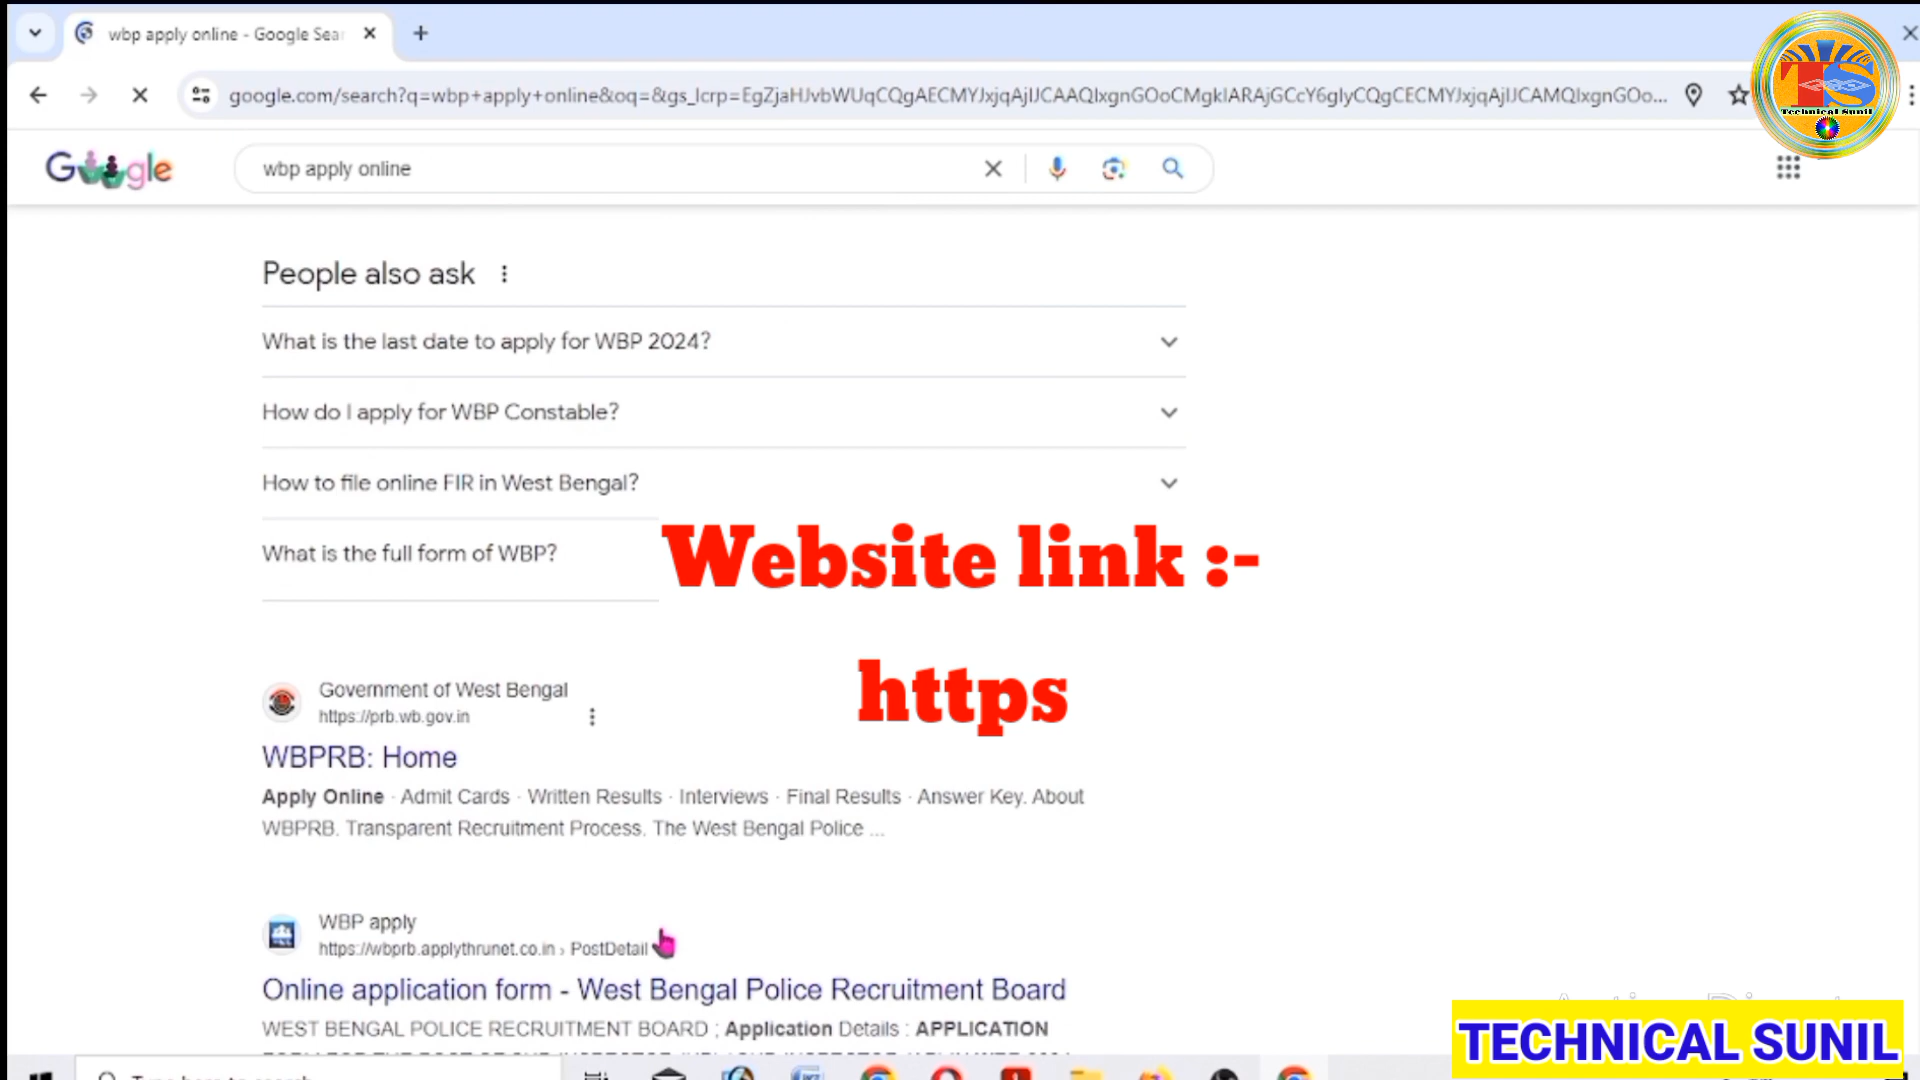 wbp apply online - Google Sear
google.com/search?q=wbp+apply+online&oq=&gs_lcrp=EgZjaHJvbWUqCQgAECMYJxjqAjIJCAAQIxgnGOoCMgkIARAjGCcY6gIyCQgCECMYJxjqAjIJCAMQIxgnGOo...
TS
Technical Sunil
Google
wbp apply online
People also ask
What is the last date to apply for WBP 2024?
How do I apply for WBP Constable?
How to file online FIR in West Bengal?
What is the full form of WBP?
Website link :-
https
Government of West Bengal
https://prb.wb.gov.in
WBPRB: Home
Apply Online · Admit Cards · Written Results · Interviews · Final Results · Answer Key. About
WBPRB. Transparent Recruitment Process. The West Bengal Police ...
WBP apply
https://wbprb.applythrunet.co.in › PostDetail
Online application form - West Bengal Police Recruitment Board
WEST BENGAL POLICE RECRUITMENT BOARD ; Application Details : APPLICATION
TECHNICAL SUNIL